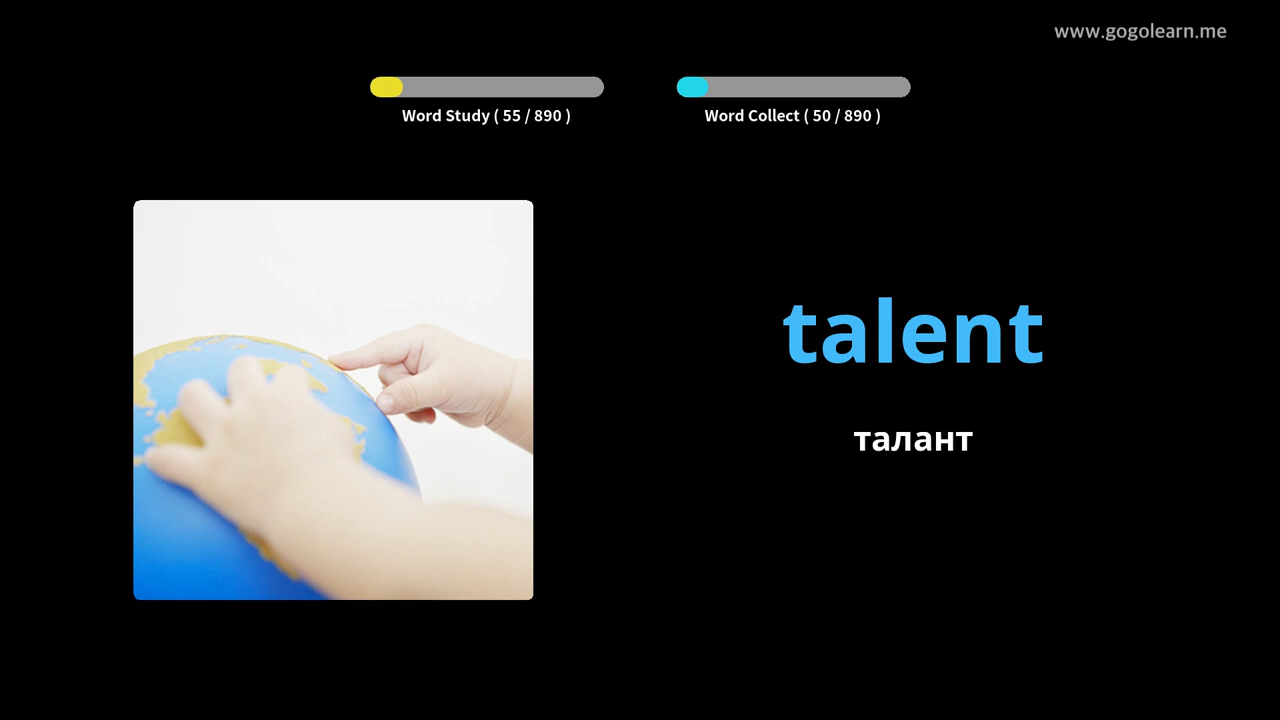 www.gogolearn.me
Word Study ( 55 / 890 )
Word Collect ( 50 / 890 )
talent
талант